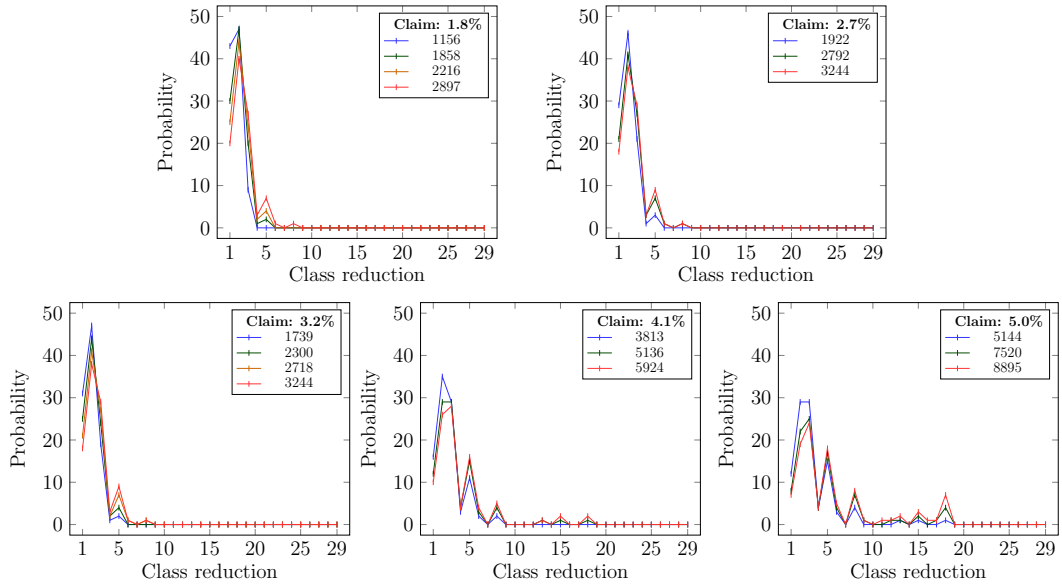 Claim: 1.8%
1156
1858
2216
2897
Probability
50
40
30
20
10
0
1 5 10 15 20 25 29
Class reduction
Claim: 2.7%
1922
2792
3244
Probability
50
40
30
20
10
0
1 5 10 15 20 25 29
Class reduction
Claim: 3.2%
1739
2300
2718
3244
Probability
50
40
30
20
10
0
1 5 10 15 20 25 29
Class reduction
Claim: 4.1%
3813
5136
5924
Probability
50
40
30
20
10
0
1 5 10 15 20 25 29
Class reduction
Claim: 5.0%
5144
7520
8895
Probability
50
40
30
20
10
0
1 5 10 15 20 25 29
Class reduction